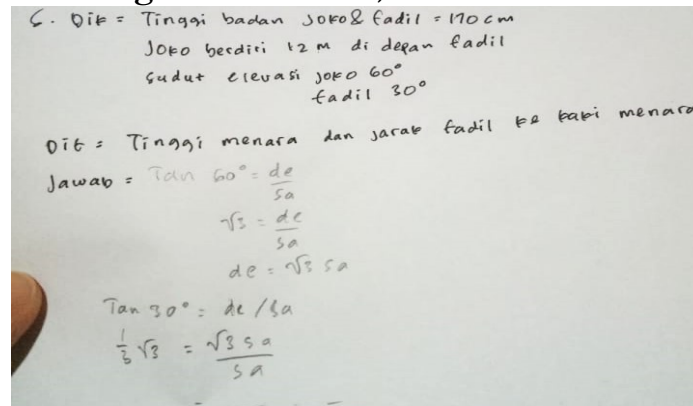 6. Dik = Tinggi badan Joko & fadil = 170 cm
Joko berdiri 12 m di depan fadil
Sudut elevasi Joko 60°
fadil 30°
Dit = Tinggi menara dan jarak fadil ke kaki menara
Jawab = Tan 60° = de/sa
√3 = de/sa
de = √3 sa
Tan 30° = de / sa
1/3 √3 = √3 sa / sa